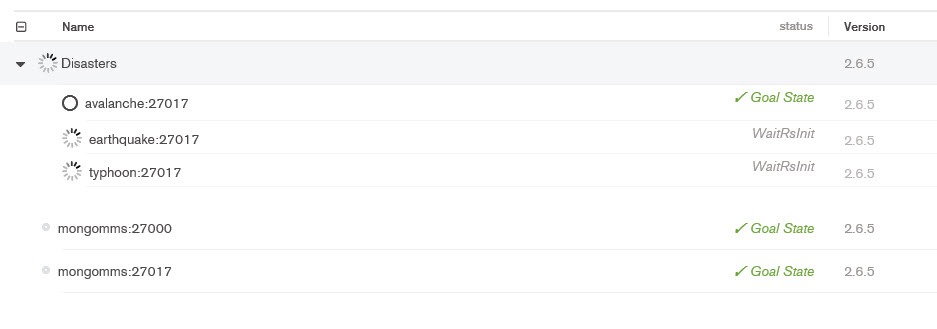 Name status Version
Disasters 2.6.5
avalanche:27017 ✓ Goal State 2.6.5
earthquake:27017 WaitRsInit 2.6.5
typhoon:27017 WaitRsInit 2.6.5
mongomms:27000 ✓ Goal State 2.6.5
mongomms:27017 ✓ Goal State 2.6.5